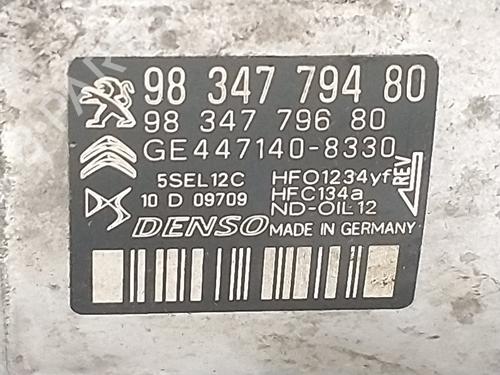 98 347 794 80
98 347 796 80
GE447140-8330
5SEL12C HFO1234yf
10 D 09709 HFC134a
ND-OIL12
REV
DENSO MADE IN GERMANY